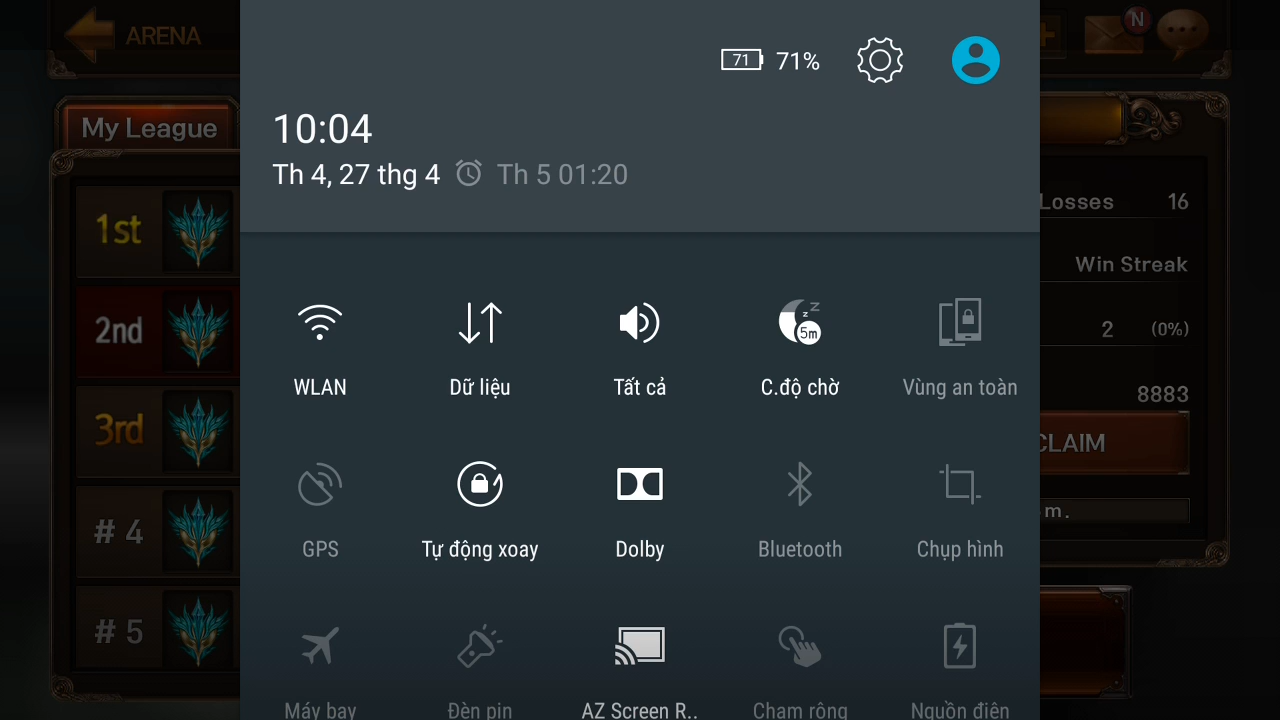 ARENA
N
71
71%
10:04
Th 4, 27 thg 4
Th 5 01:20
My League
1st
2nd
3rd
# 4
# 5
Losses 16
Win Streak
2 (0%)
8883
CLAIM
m.
z z
5m
WLAN
Dữ liệu
Tất cả
C.độ chờ
Vùng an toàn
GPS
Tự động xoay
Dolby
Bluetooth
Chụp hình
Máy bay
Đèn pin
AZ Screen R..
Chạm rộng
Nguồn điện